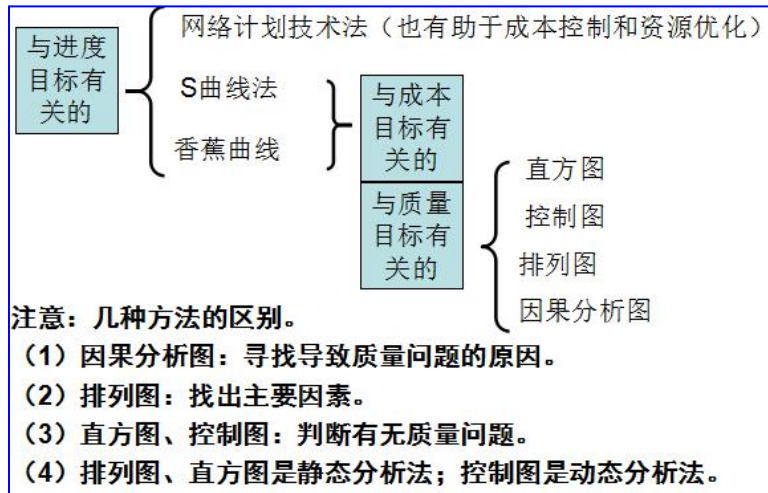 与进度
目标有
关的
网络计划技术法（也有助于成本控制和资源优化）
S曲线法
香蕉曲线
与成本
目标有
关的
与质量
目标有
关的
直方图
控制图
排列图
因果分析图
注意：几种方法的区别。
（1）因果分析图：寻找导致质量问题的原因。
（2）排列图：找出主要因素。
（3）直方图、控制图：判断有无质量问题。
（4）排列图、直方图是静态分析法；控制图是动态分析法。